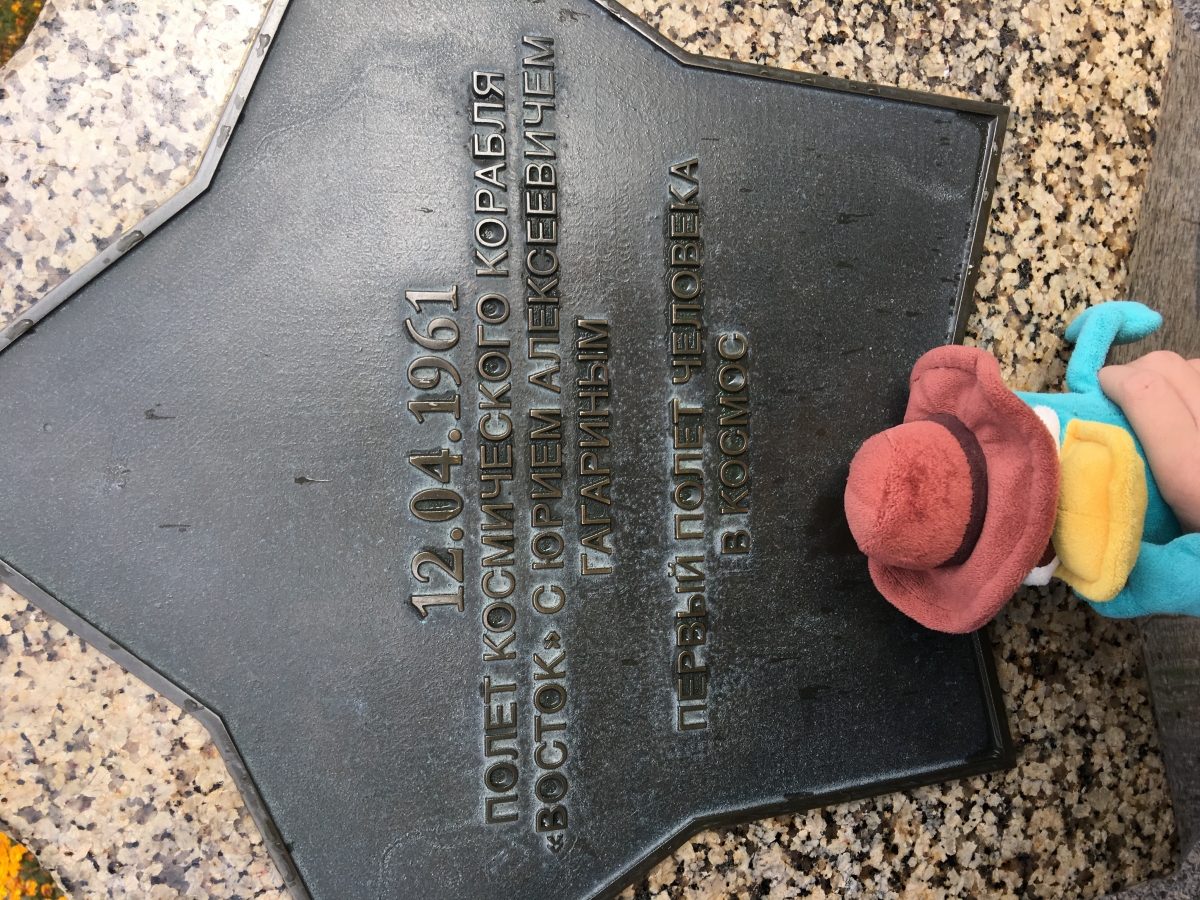 12.04.1961
ПОЛЕТ КОСМИЧЕСКОГО КОРАБЛЯ
«ВОСТОК» С ЮРИЕМ АЛЕКСЕЕВИЧЕМ
ГАГАРИНЫМ
ПЕРВЫЙ ПОЛЕТ ЧЕЛОВЕКА
В КОСМОС